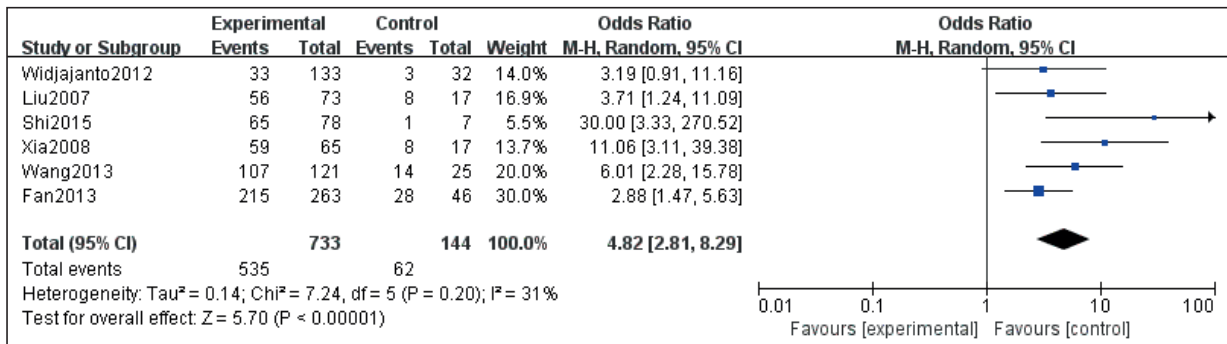 Experimental Control Odds Ratio Odds Ratio
Study or Subgroup Events Total Events Total Weight M-H, Random, 95% CI M-H, Random, 95% CI
Widjajanto2012 33 133 3 32 14.0% 3.19 [0.91, 11.16]
Liu2007 56 73 8 17 16.9% 3.71 [1.24, 11.09]
Shi2015 65 78 1 7 5.5% 30.00 [3.33, 270.52]
Xia2008 59 65 8 17 13.7% 11.06 [3.11, 39.38]
Wang2013 107 121 14 25 20.0% 6.01 [2.28, 15.78]
Fan2013 215 263 28 46 30.0% 2.88 [1.47, 5.63]
Total (95% CI) 733 144 100.0% 4.82 [2.81, 8.29]
Total events 535 62
Heterogeneity: Tau² = 0.14; Chi² = 7.24, df = 5 (P = 0.20); I² = 31%
Test for overall effect: Z = 5.70 (P < 0.00001)
0.01 0.1 1 10 100
Favours [experimental] Favours [control]